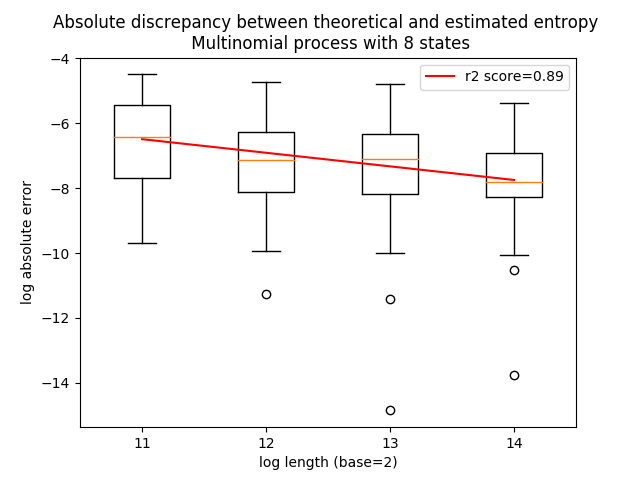 Absolute discrepancy between theoretical and estimated entropy
Multinomial process with 8 states
r2 score=0.89
−4
−6
−8
−10
−12
−14
log absolute error
11
12
13
14
log length (base=2)